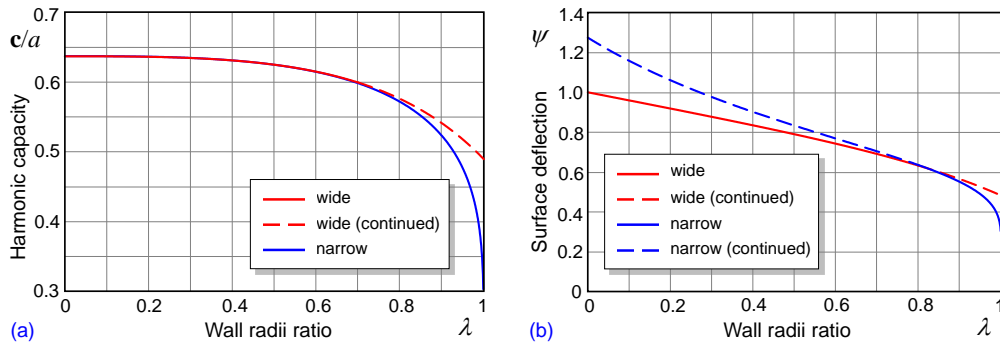 0.7
c/a
0.6
0.5
0.4
0.3
Harmonic capacity
wide
wide (continued)
narrow
0 0.2 0.4 0.6 0.8 1
(a) Wall radii ratio λ
1.4
ψ
1.2
1.0
0.8
0.6
0.4
0.2
0
Surface deflection
wide
wide (continued)
narrow
narrow (continued)
0 0.2 0.4 0.6 0.8 1
(b) Wall radii ratio λ